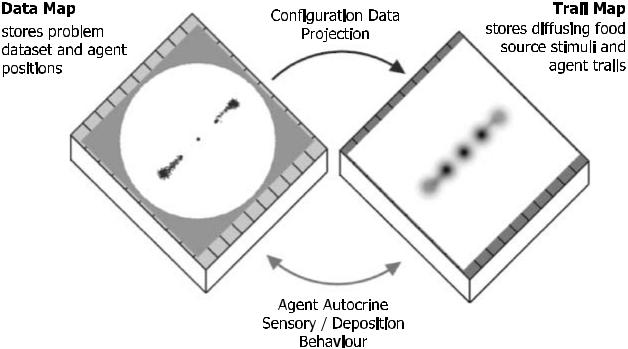 Data Map
stores problem
dataset and agent
positions
Configuration Data
Projection
Trail Map
stores diffusing food
source stimuli and
agent trails
Agent Autocrine
Sensory / Deposition
Behaviour